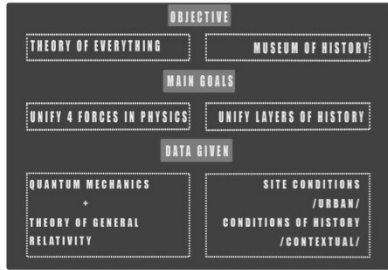 OBJECTIVE
THEORY OF EVERYTHING
MUSEUM OF HISTORY
MAIN GOALS
UNIFY 4 FORCES IN PHYSICS
UNIFY LAYERS OF HISTORY
DATA GIVEN
QUANTUM MECHANICS
+
THEORY OF GENERAL
RELATIVITY
SITE CONDITIONS
/URBAN/
CONDITIONS OF HISTORY
/CONTEXTUAL/